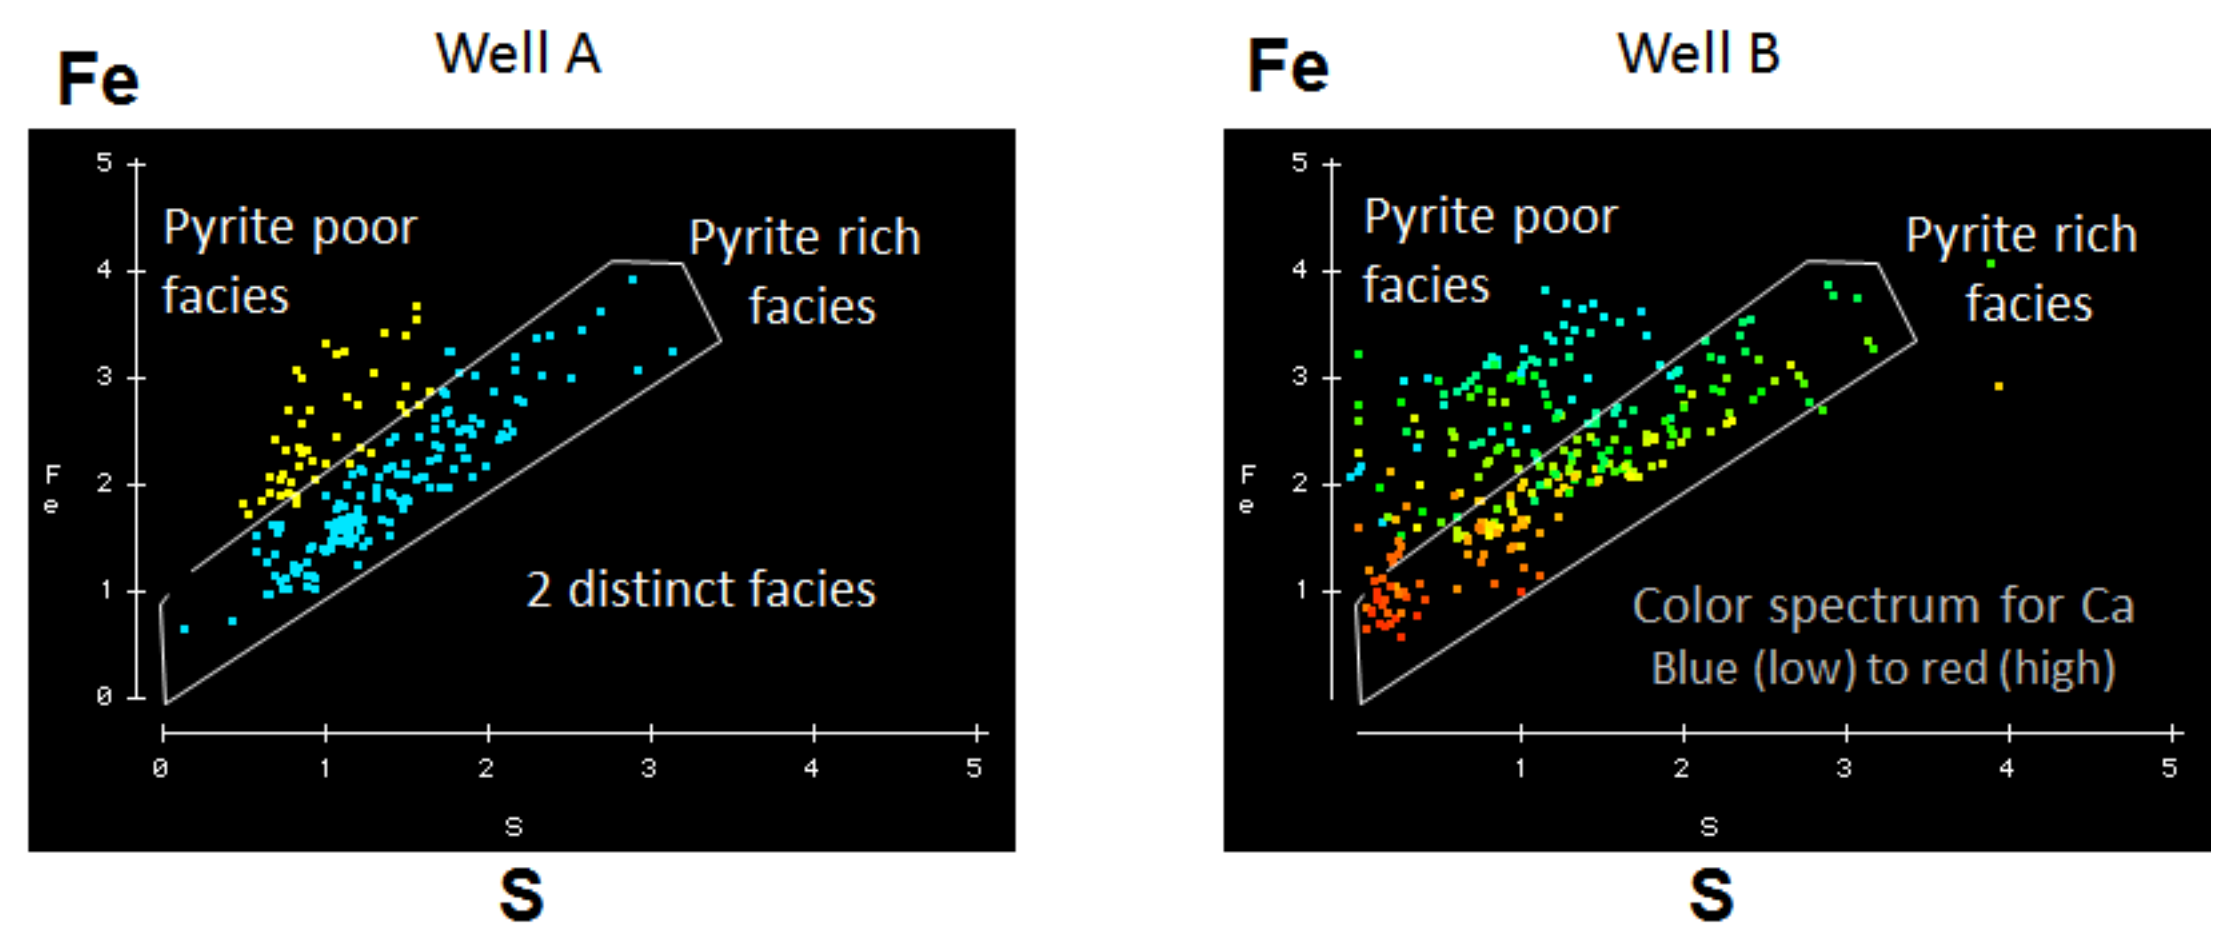 Well A
Fe
5
Pyrite poor
facies
Pyrite rich
facies
4
3
Fe
2
2 distinct facies
1
0
0 1 2 3 4 5
S
S
Well B
Fe
5
Pyrite poor
facies
Pyrite rich
facies
4
3
Fe
2
1
Color spectrum for Ca
Blue (low) to red (high)
1 2 3 4 5
S
S